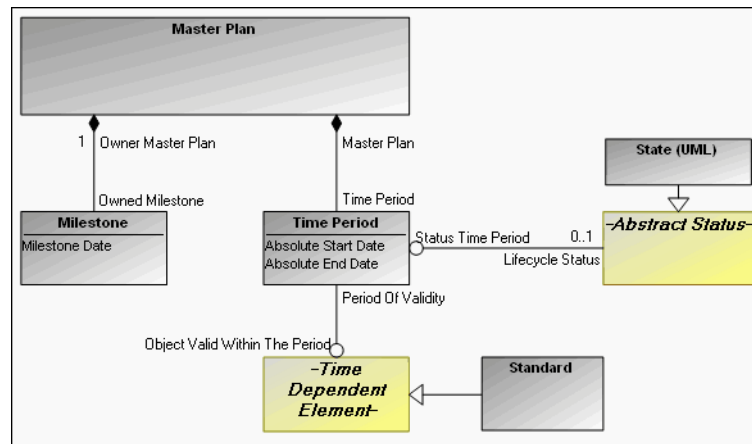 Master Plan
1 Owner Master Plan
Master Plan
State (UML)
Owned Milestone
Time Period
Milestone
Milestone Date
Time Period
Absolute Start Date
Absolute End Date
Status Time Period
0..1
Lifecycle Status
-Abstract Status-
Period Of Validity
Object Valid Within The Period
-Time
Dependent
Element-
Standard